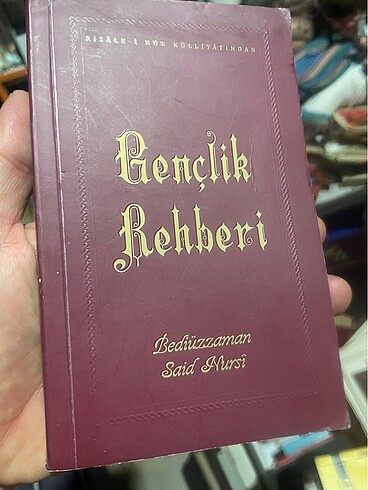 RİSÂLE-İ NUR KÜLLİYÂTINDAN
Gençlik
Rehberi
Bediüzzaman
Said Nursî